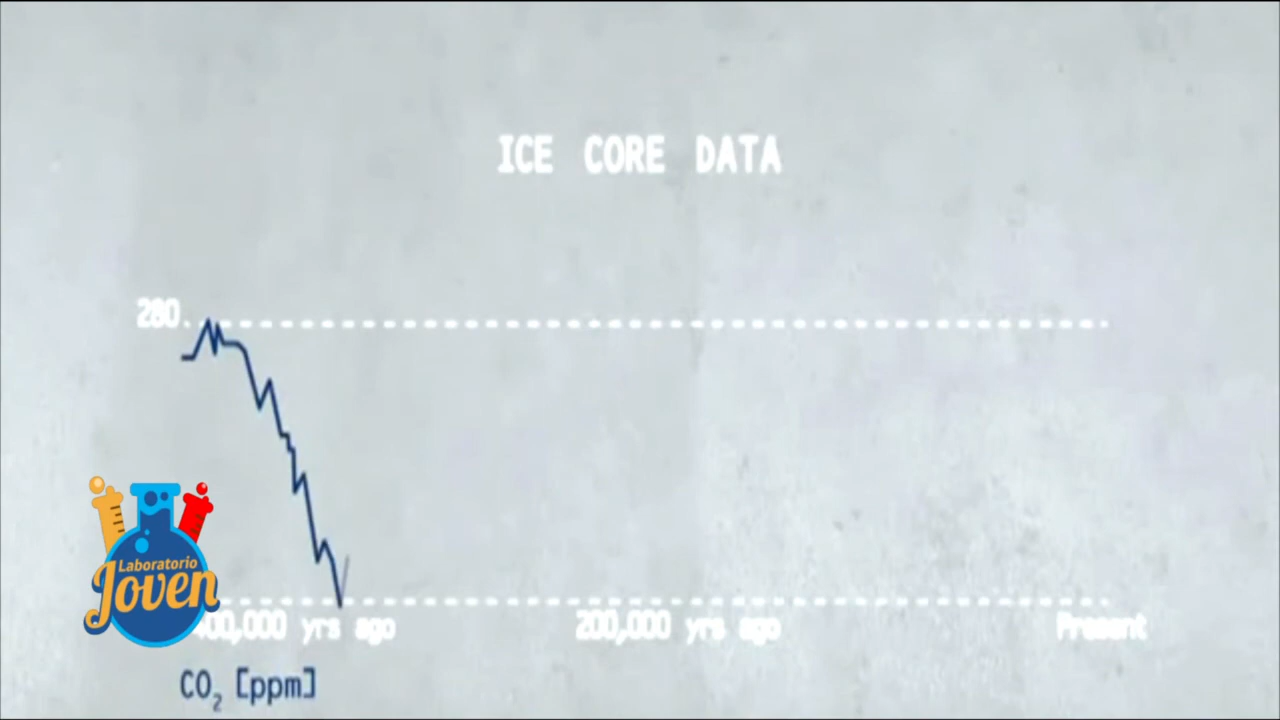 ICE CORE DATA
280
400,000 yrs ago 200,000 yrs ago Present
Laboratorio
Joven
CO₂ [ppm]